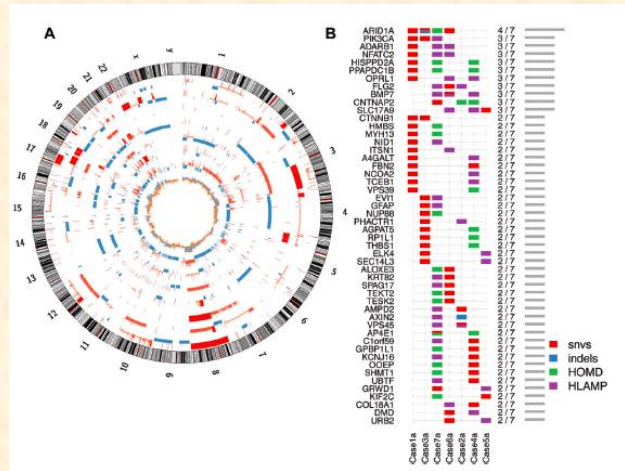 A
B
y
1
2
3
4
5
6
7
8
9
10
11
12
13
14
15
16
17
18
19
20
21
22
x
ARID1A 4 / 7
PIK3CA 3 / 7
ADARB1 3 / 7
NFATC2 3 / 7
HISPPD2A 3 / 7
PPAPDC1B 3 / 7
OPRL1 3 / 7
FLG2 3 / 7
BMP7 3 / 7
CNTNAP2 3 / 7
SLC17A9 3 / 7
CTNNB1 2 / 7
HMBS 2 / 7
MYH13 2 / 7
NID1 2 / 7
ITSN1 2 / 7
A4GALT 2 / 7
FBN2 2 / 7
NCOA2 2 / 7
TCEB1 2 / 7
VPS39 2 / 7
EVI1 2 / 7
GFAP 2 / 7
NUP88 2 / 7
PHACTR1 2 / 7
AGPAT5 2 / 7
RP1L1 2 / 7
THBS1 2 / 7
ELK4 2 / 7
SEC14L3 2 / 7
ALOXE3 2 / 7
KRT82 2 / 7
SPAG17 2 / 7
TEKT2 2 / 7
TESK2 2 / 7
AMPD2 2 / 7
AXIN2 2 / 7
VPS45 2 / 7
AP4E1 2 / 7
C1orf59 2 / 7
GPBP1L1 2 / 7
KCNJ16 2 / 7
OOEP 2 / 7
SHMT1 2 / 7
UBTF 2 / 7
GRWD1 2 / 7
KIF2C 2 / 7
COL18A1 2 / 7
DMD 2 / 7
URB2 2 / 7
snvs
indels
HOMD
HLAMP
Case1a
Case3a
Case7a
Case6a
Case2a
Case4a
Case5a